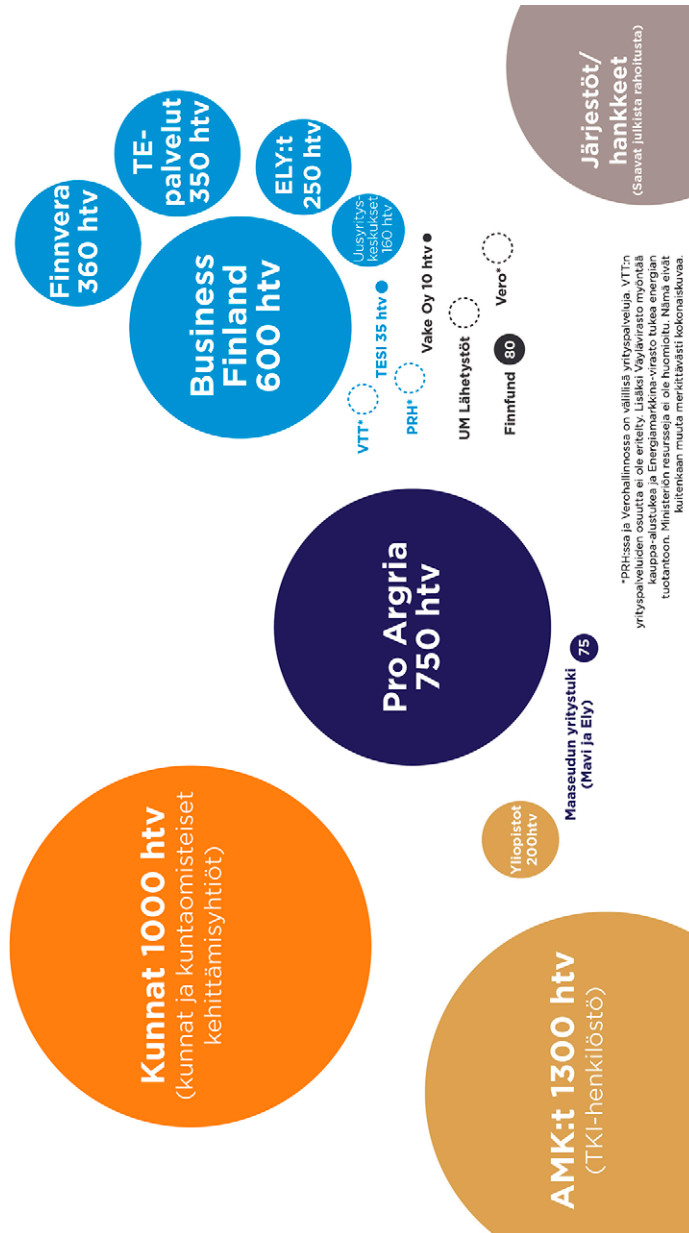 Kunnat 1000 htv
(kunnat ja kuntaomisteiset
kehittämisyhtiöt)
AMK:t 1300 htv
(TKI-henkilöstö)
Yliopistot
200htv
Maaseudun yritystuki
(Mavi ja Ely)
75
Pro Argria
750 htv
Finnvera
360 htv
TE-
palvelut
350 htv
ELY:t
250 htv
Uusyritys-
keskukset
160 htv
Business
Finland
600 htv
VTT*
TESI 35 htv
PRH*
Vake Oy 10 htv
UM Lähetystöt
Vero*
Finnfund
80
Järjestöt/
hankkeet
(Saavat julkista rahoitusta)
*PRH:ssa ja Verohallinnossa on välillisä yrityspalveluja. VTT:n
yrityspalveluiden osuutta ei ole eritelty. Lisäksi Väylävirasto myöntää
kauppa-alustukea ja Energiamarkkina-virasto tukea energian
tuotantoon. Ministeriön resursseja ei ole huomioitu. Nämä eivät
kuitenkaan muuta merkittävästi kokonaiskuvaa.